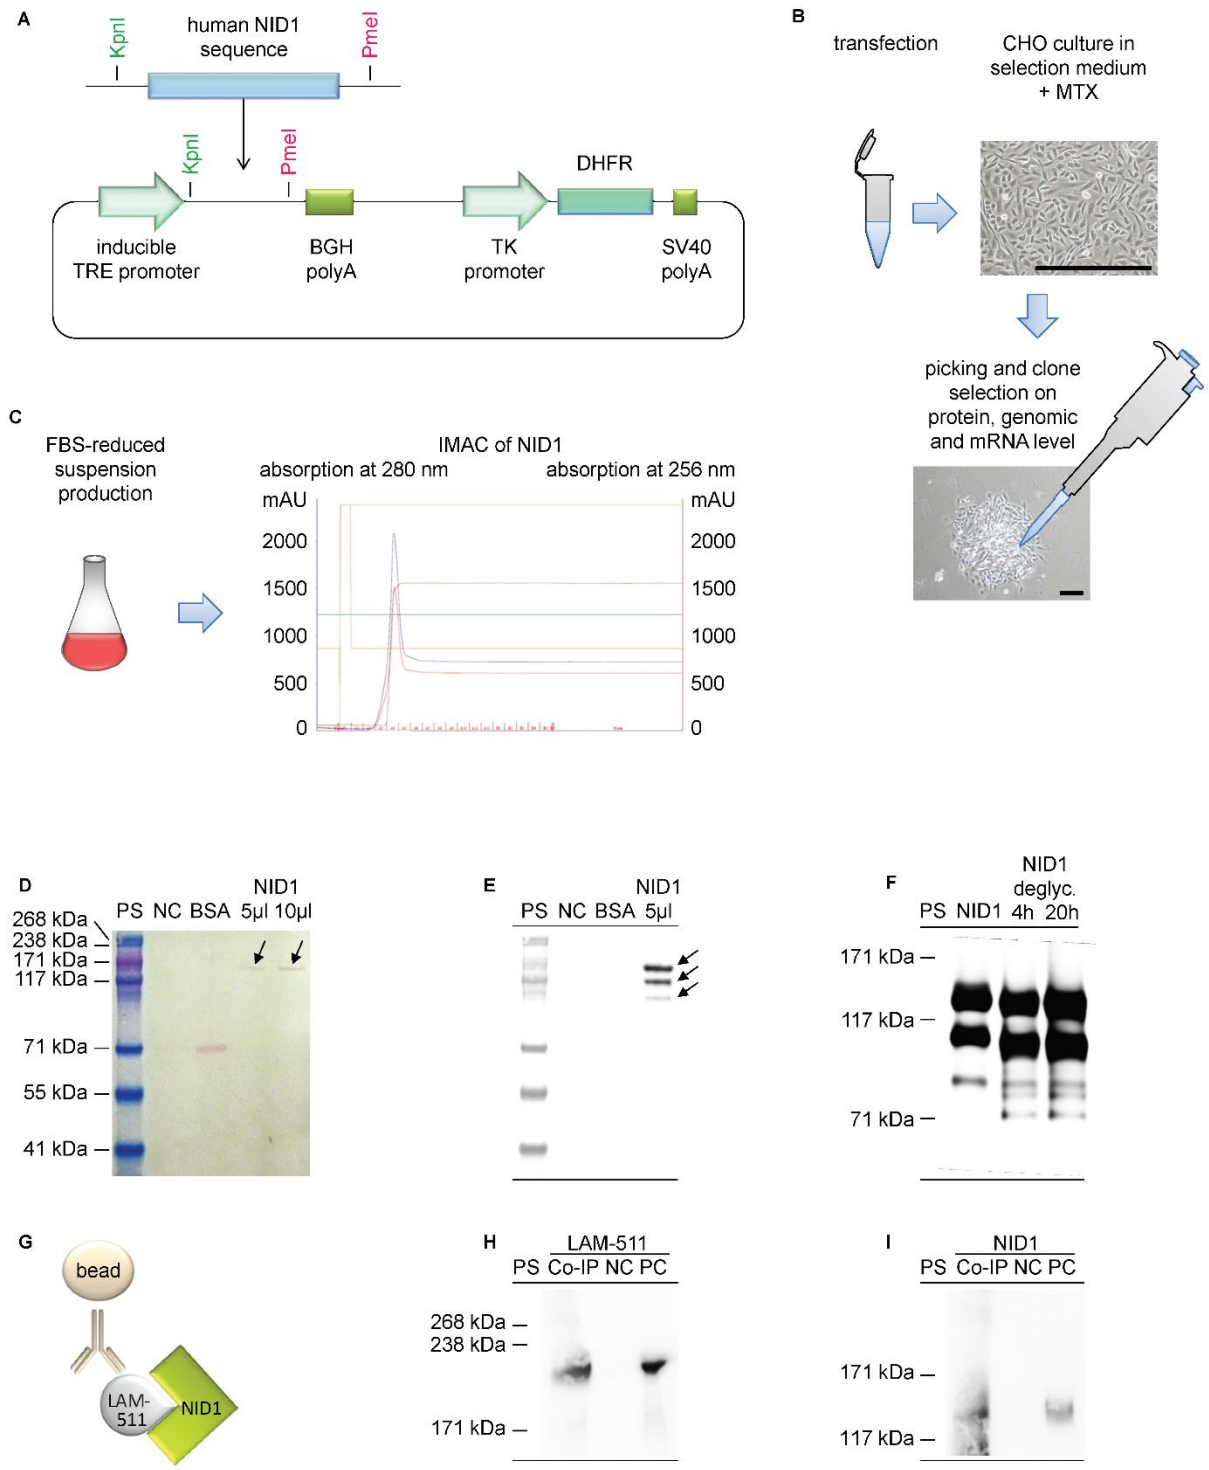 A
human NID1
sequence
KpnI
PmeI
KpnI
PmeI
DHFR
inducible
TRE promoter
BGH
polyA
TK
promoter
SV40
polyA
B
transfection
CHO culture in
selection medium
+ MTX
picking and clone
selection on
protein, genomic
and mRNA level
C
FBS-reduced
suspension
production
IMAC of NID1
absorption at 280 nm
absorption at 256 nm
mAU
mAU
2000
2000
1500
1500
1000
1000
500
500
0
0
D
NID1
PS NC BSA 5µl 10µl
268 kDa
238 kDa
171 kDa
117 kDa
71 kDa
55 kDa
41 kDa
E
NID1
PS NC BSA 5µl
F
NID1
deglyc.
PS NID1 4h 20h
171 kDa
117 kDa
71 kDa
G
bead
LAM-
511
NID1
H
LAM-511
PS Co-IP NC PC
268 kDa
238 kDa
171 kDa
I
NID1
PS Co-IP NC PC
171 kDa
117 kDa